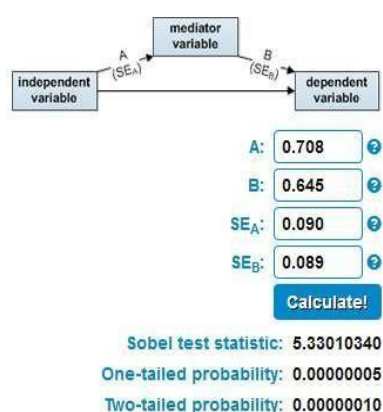 mediator
variable
A
(SEA)
B
(SEB)
independent
variable
dependent
variable
A: 0.708 ?
B: 0.645 ?
SEA: 0.090 ?
SEB: 0.089 ?
Calculate!
Sobel test statistic: 5.33010340
One-tailed probability: 0.00000005
Two-tailed probability: 0.00000010